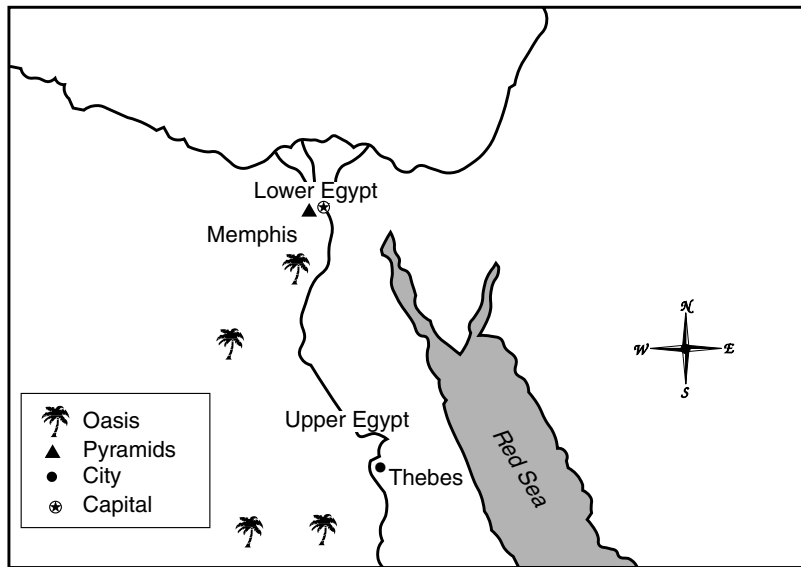 Lower Egypt
Memphis
N
W E
S
Upper Egypt
Thebes
Red Sea
Oasis
Pyramids
City
Capital